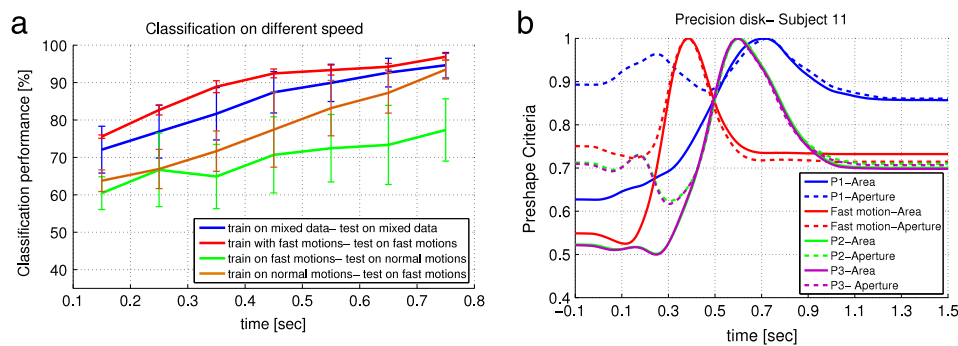 a
Classification on different speed
Classification performance [%]
100
90
80
70
60
50
40
0.1 0.2 0.3 0.4 0.5 0.6 0.7 0.8
time [sec]
train on mixed data– test on mixed data
train with fast motions– test on fast motions
train on fast motions– test on normal motions
train on normal motions– test on fast motions
b
Precision disk– Subject 11
Preshape Criteria
1
0.9
0.8
0.7
0.6
0.5
0.4
−0.1 0.1 0.3 0.5 0.7 0.9 1.1 1.3 1.5
time [sec]
P1–Area
P1–Aperture
Fast motion–Area
Fast motion–Aperture
P2–Area
P2–Aperture
P3–Area
P3– Aperture